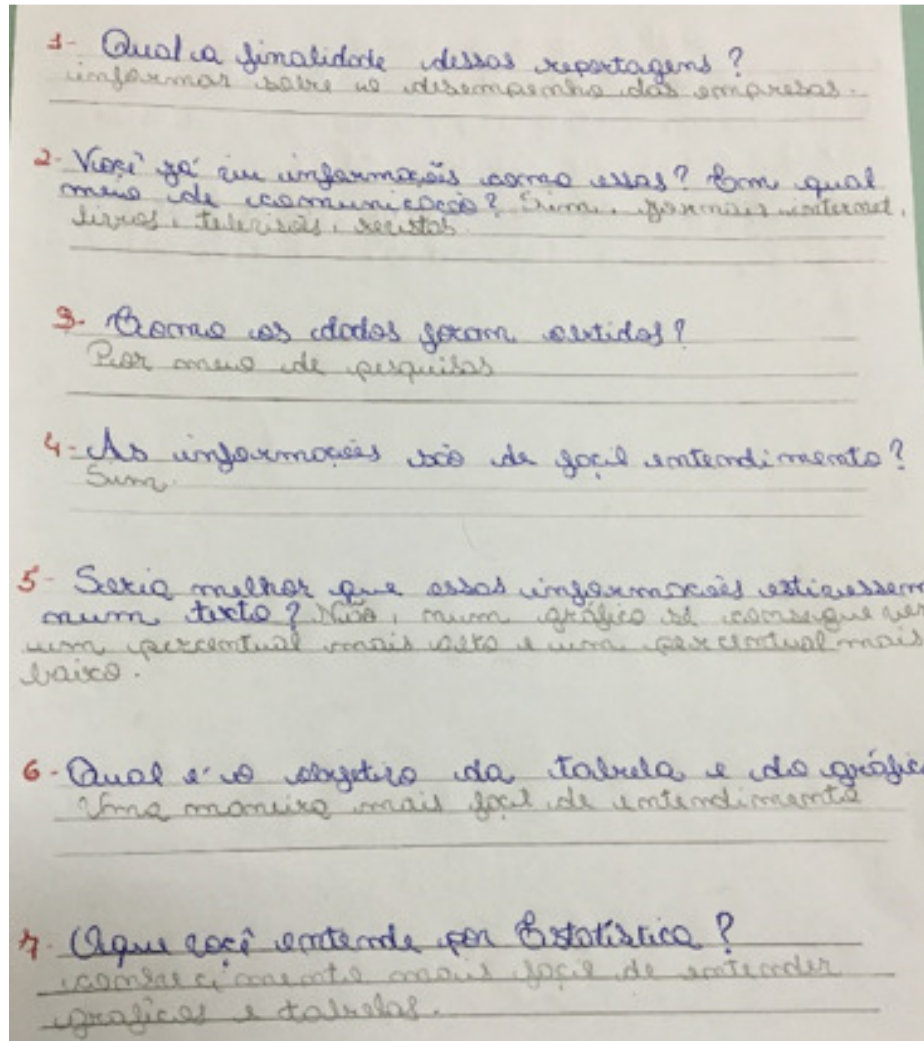 1- Qual a finalidade dessas reportagens?
informar sobre o desempenho das empresas.
2- Você já viu informações como essas? Em qual
meio de comunicação? Sim, jornais internet,
livros, televisão, revistas
3- Como os dados foram obtidos?
Por meio de pesquisas
4- As informações são de fácil entendimento?
Sim.
5- Seria melhor que essas informações estivessem
num texto? Não, num gráfico se consegue ver
um percentual mais alto e um percentual mais
baixo.
6- Qual é o objetivo da tabela e do gráfic
Uma maneira mais fácil de entendimento
7- Oque você entende por Estatística?
conhecimento mais fácil de entender
graficos e tabelas.